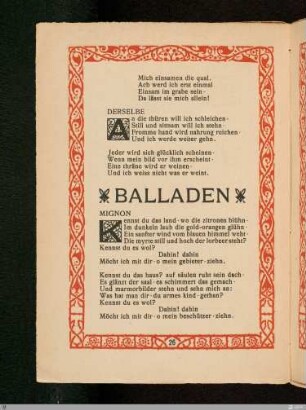 Mich einsamen die qual.
Ach werd ich erst einmal
Einsam im grabe sein·
Da lässt sie mich allein!
DERSELBE
An die thüren will ich schleichen·
Still und sittsam will ich stehn·
Fromme hand wird nahrung reichen·
Und ich werde weiter gehn.
Jeder wird sich glücklich scheinen·
Wenn mein bild vor ihm erscheint·
Eine thräne wird er weinen·
Und ich weiss nicht was er weint.
BALLADEN
MIGNON
Kennst du das land·wo die zitronen blühn·
Im dunkeln laub die gold-orangen glühn·
Ein sanfter wind vom blauen himmel weht·
Die myrte still und hoch der lorbeer steht?
Kennst du es wol?
Dahin! dahin
Möcht ich mit dir·o mein gebieter·ziehn.
Kennst du das haus? auf säulen ruht sein dach·
Es glänzt der saal·es schimmert das gemach·
Und marmorbilder stehn und sehn mich an:
Was hat man dir·du armes kind·gethan?
Kennst du es wol?
Dahin! dahin
Möcht ich mit dir·o mein beschützer·ziehn.
26